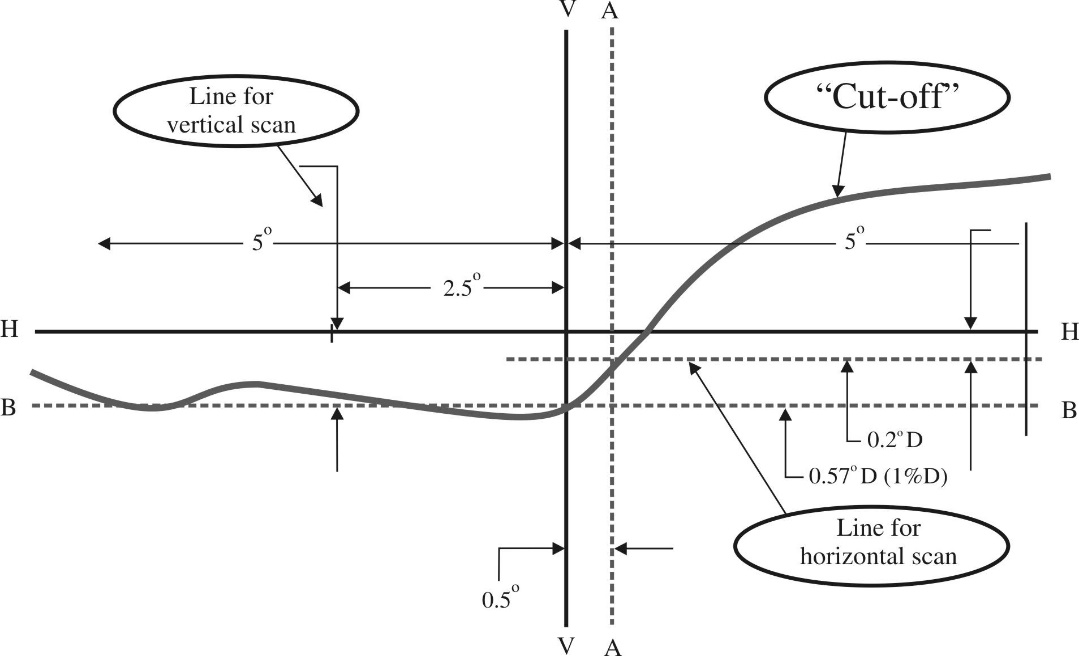 V A
Line for
vertical scan
“Cut-off”
5° 5°
2.5°
H H
B B
0.2°D
0.57°D (1%D)
Line for
horizontal scan
0.5°
V A